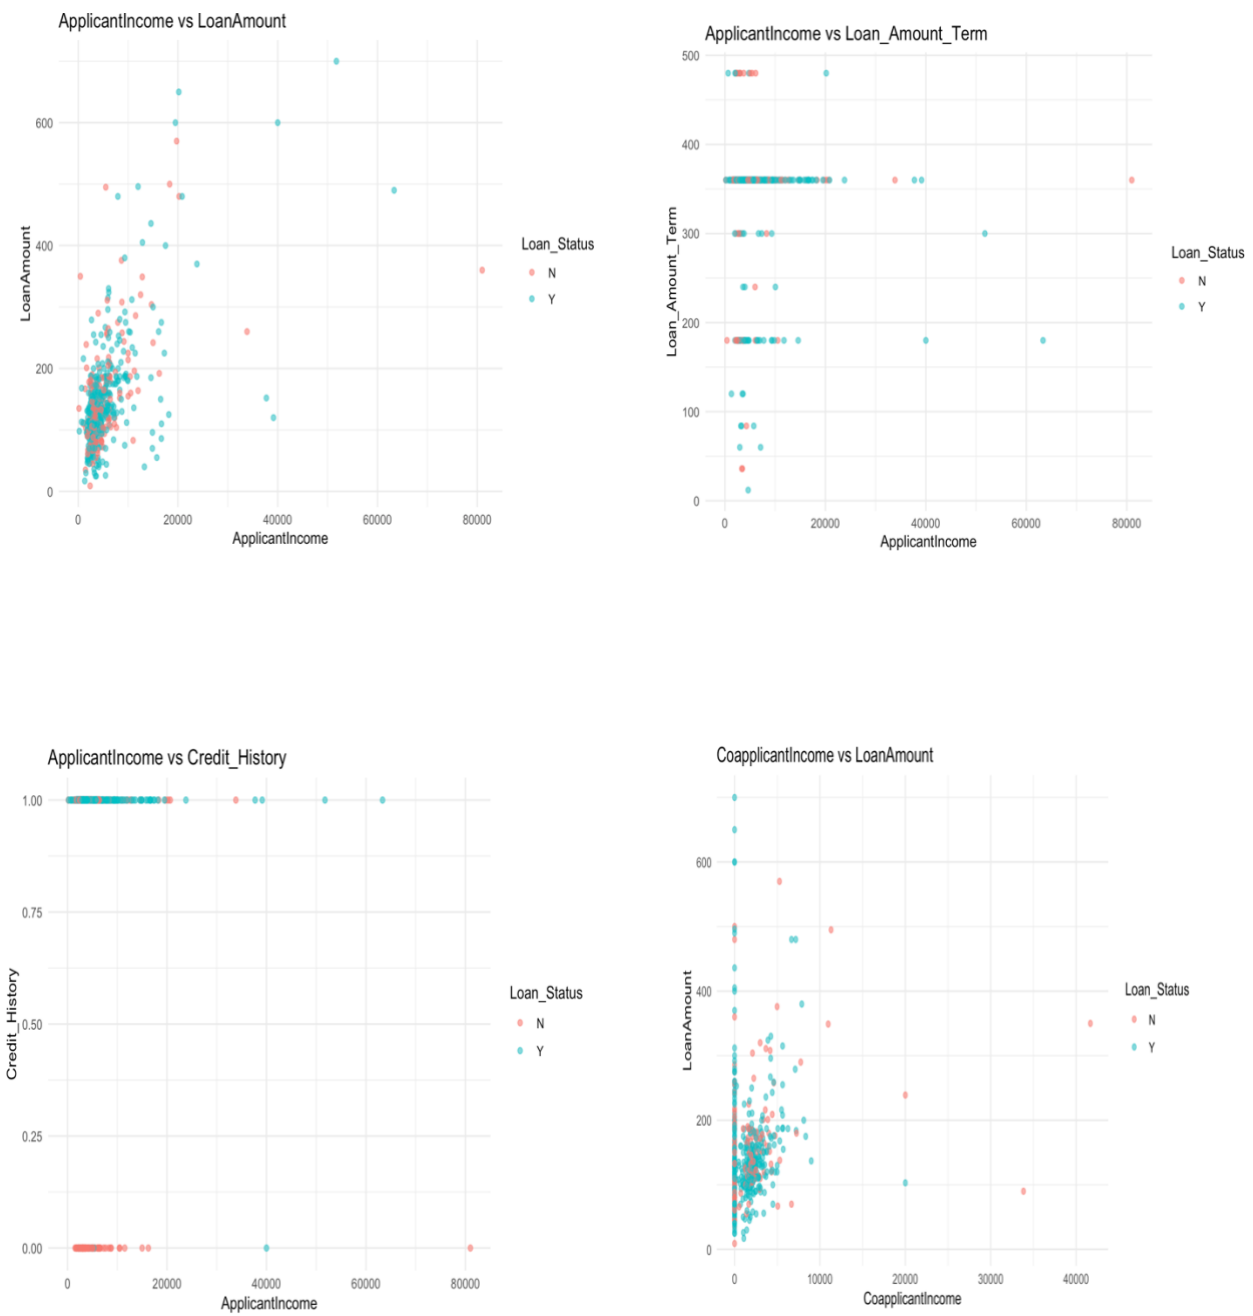 ApplicantIncome vs LoanAmount
600
400
200
0
LoanAmount
0 20000 40000 60000 80000
ApplicantIncome
Loan_Status
N
Y
ApplicantIncome vs Loan_Amount_Term
500
400
300
200
100
0
Loan_Amount_Term
0 20000 40000 60000 80000
ApplicantIncome
Loan_Status
N
Y
ApplicantIncome vs Credit_History
1.00
0.75
0.50
0.25
0.00
Credit_History
0 20000 40000 60000 80000
ApplicantIncome
Loan_Status
N
Y
CoapplicantIncome vs LoanAmount
600
400
200
0
LoanAmount
0 10000 20000 30000 40000
CoapplicantIncome
Loan_Status
N
Y